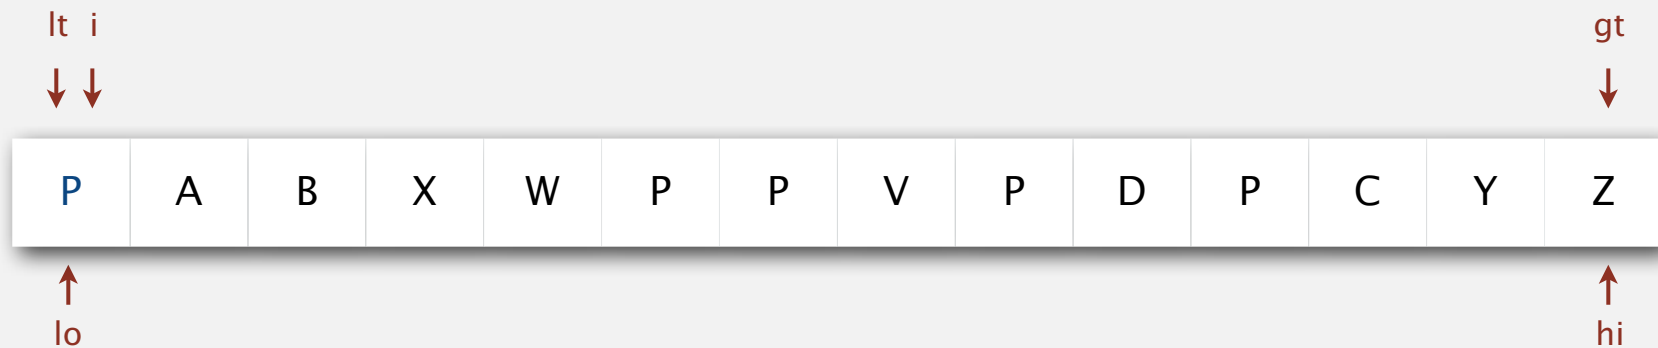 lt i gt
P A B X W P P V P D P C Y Z
lo hi